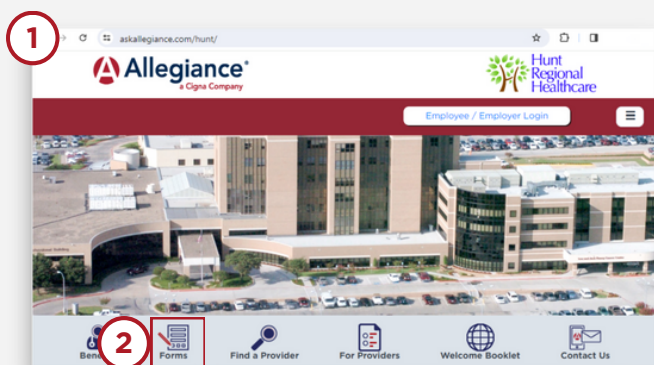 1
askallegiance.com/hunt/
Allegiance®
a Cigna Company
Hunt
Regional
Healthcare
Employee / Employer Login
2
Forms
Find a Provider
For Providers
Welcome Booklet
Contact Us